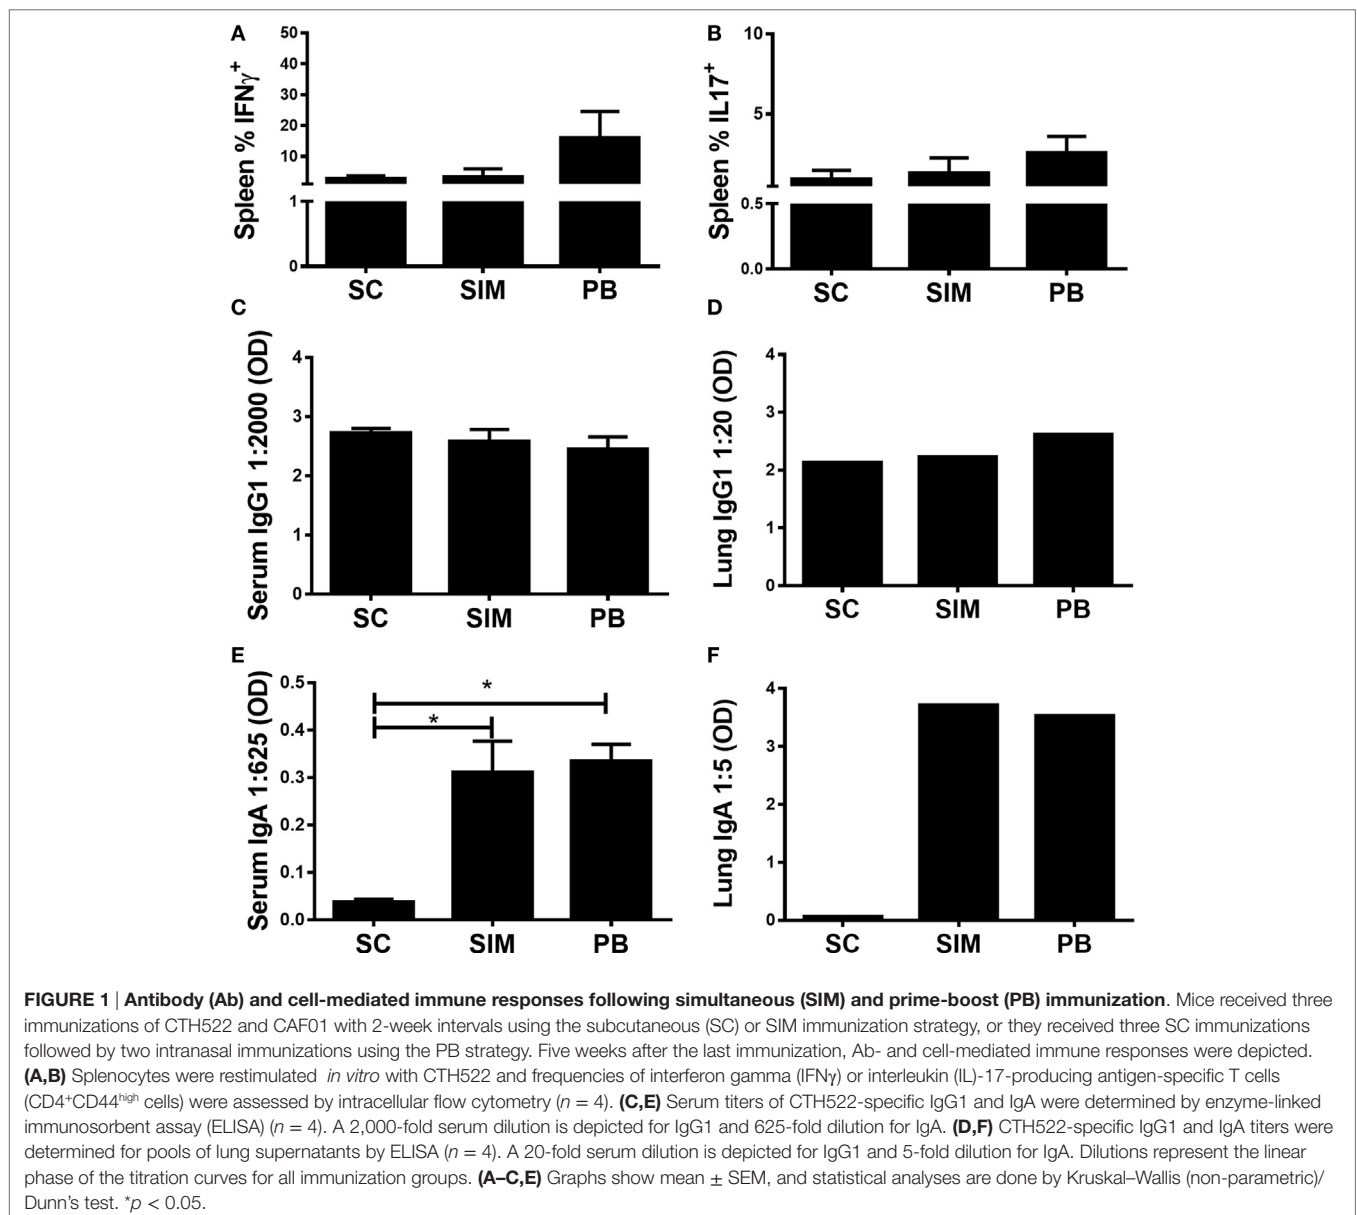 A
Spleen % IFNγ+
50
40
30
20
10
1
0
SC SIM PB
B
Spleen % IL17+
10
5
0.5
0.0
SC SIM PB
C
Serum IgG1 1:2000 (OD)
4
3
2
1
0
SC SIM PB
D
Lung IgG1 1:20 (OD)
4
3
2
1
0
SC SIM PB
E
Serum IgA 1:625 (OD)
0.5
0.4
0.3
0.2
0.1
0.0
*
*
SC SIM PB
F
Lung IgA 1:5 (OD)
4
3
2
1
0
SC SIM PB
FIGURE 1 | Antibody (Ab) and cell-mediated immune responses following simultaneous (SIM) and prime-boost (PB) immunization. Mice received three
immunizations of CTH522 and CAF01 with 2-week intervals using the subcutaneous (SC) or SIM immunization strategy, or they received three SC immunizations
followed by two intranasal immunizations using the PB strategy. Five weeks after the last immunization, Ab- and cell-mediated immune responses were depicted.
(A,B) Splenocytes were restimulated in vitro with CTH522 and frequencies of interferon gamma (IFNγ) or interleukin (IL)-17-producing antigen-specific T cells
(CD4+CD44high cells) were assessed by intracellular flow cytometry (n = 4). (C,E) Serum titers of CTH522-specific IgG1 and IgA were determined by enzyme-linked
immunosorbent assay (ELISA) (n = 4). A 2,000-fold serum dilution is depicted for IgG1 and 625-fold dilution for IgA. (D,F) CTH522-specific IgG1 and IgA titers were
determined for pools of lung supernatants by ELISA (n = 4). A 20-fold serum dilution is depicted for IgG1 and 5-fold dilution for IgA. Dilutions represent the linear
phase of the titration curves for all immunization groups. (A–C,E) Graphs show mean ± SEM, and statistical analyses are done by Kruskal–Wallis (non-parametric)/
Dunn's test. *p < 0.05.